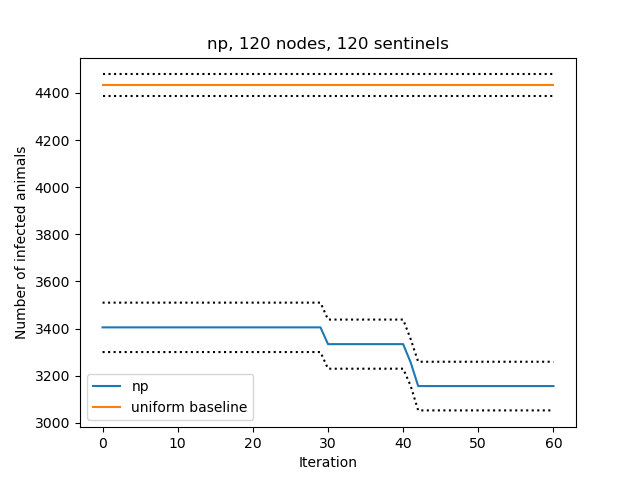 np, 120 nodes, 120 sentinels
Number of infected animals
4400
4200
4000
3800
3600
3400
3200
3000
np
uniform baseline
0 10 20 30 40 50 60
Iteration